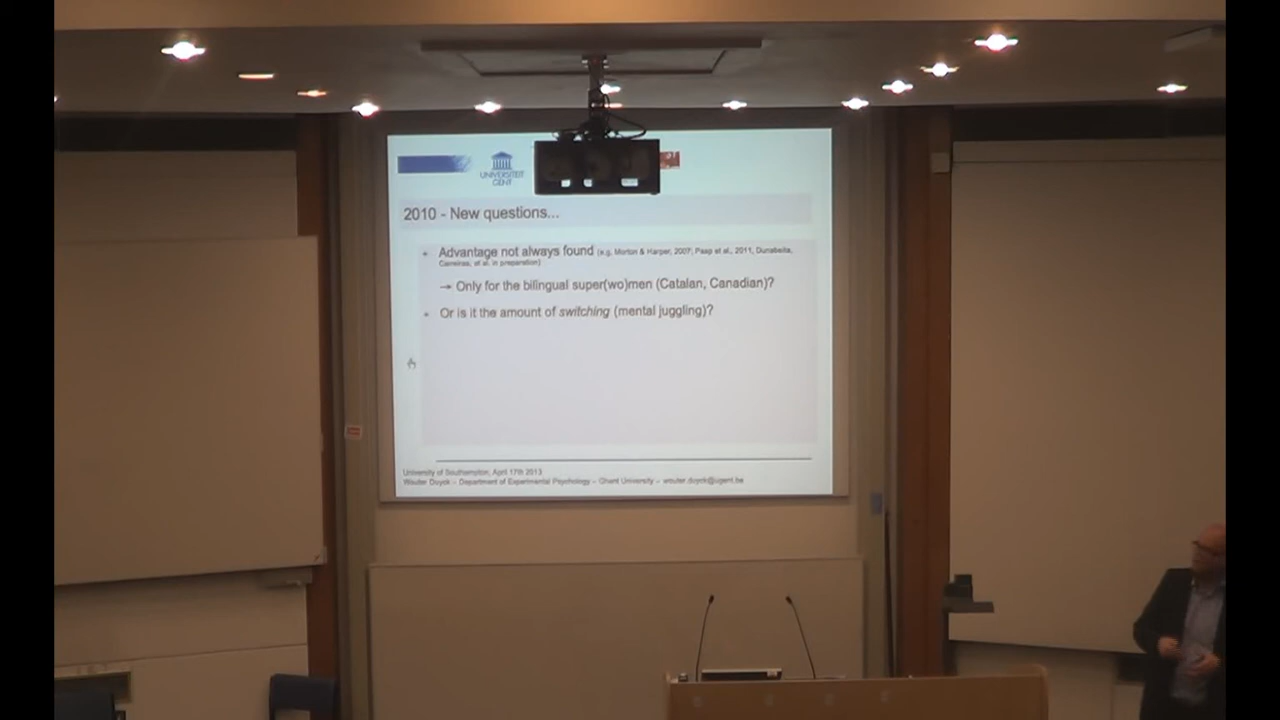 UNIVERSITEIT
GENT
2010 - New questions...
Advantage not always found (e.g. Morton & Harper, 2007; Paap et al., 2011, Dunabeita,
Carreiras, et al. in preparation)
→ Only for the bilingual super(wo)men (Catalan, Canadian)?
Or is it the amount of switching (mental juggling)?
University of Southampton, April 17th 2013
Wouter Duyck – Department of Experimental Psychology – Ghent University – wouter.duyck@ugent.be